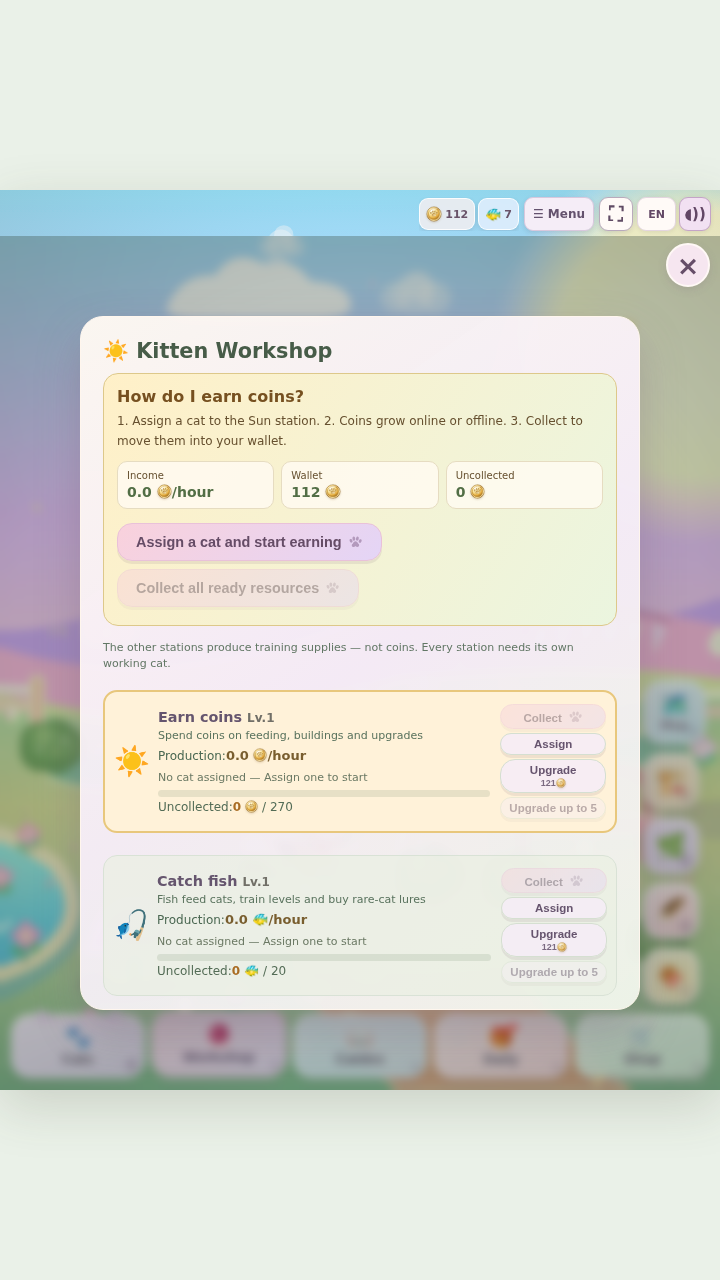 112
7
☰ Menu
EN
Kitten Workshop
How do I earn coins?
1. Assign a cat to the Sun station. 2. Coins grow online or offline. 3. Collect to
move them into your wallet.
Income
0.0 /hour
Wallet
112
Uncollected
0
Assign a cat and start earning
Collect all ready resources
The other stations produce training supplies — not coins. Every station needs its own
working cat.
Earn coins Lv.1
Spend coins on feeding, buildings and upgrades
Production:0.0 /hour
No cat assigned — Assign one to start
Uncollected:0 / 270
Collect
Assign
Upgrade
121
Upgrade up to 5
Catch fish Lv.1
Fish feed cats, train levels and buy rare-cat lures
Production:0.0 /hour
No cat assigned — Assign one to start
Uncollected:0 / 20
Collect
Assign
Upgrade
121
Upgrade up to 5